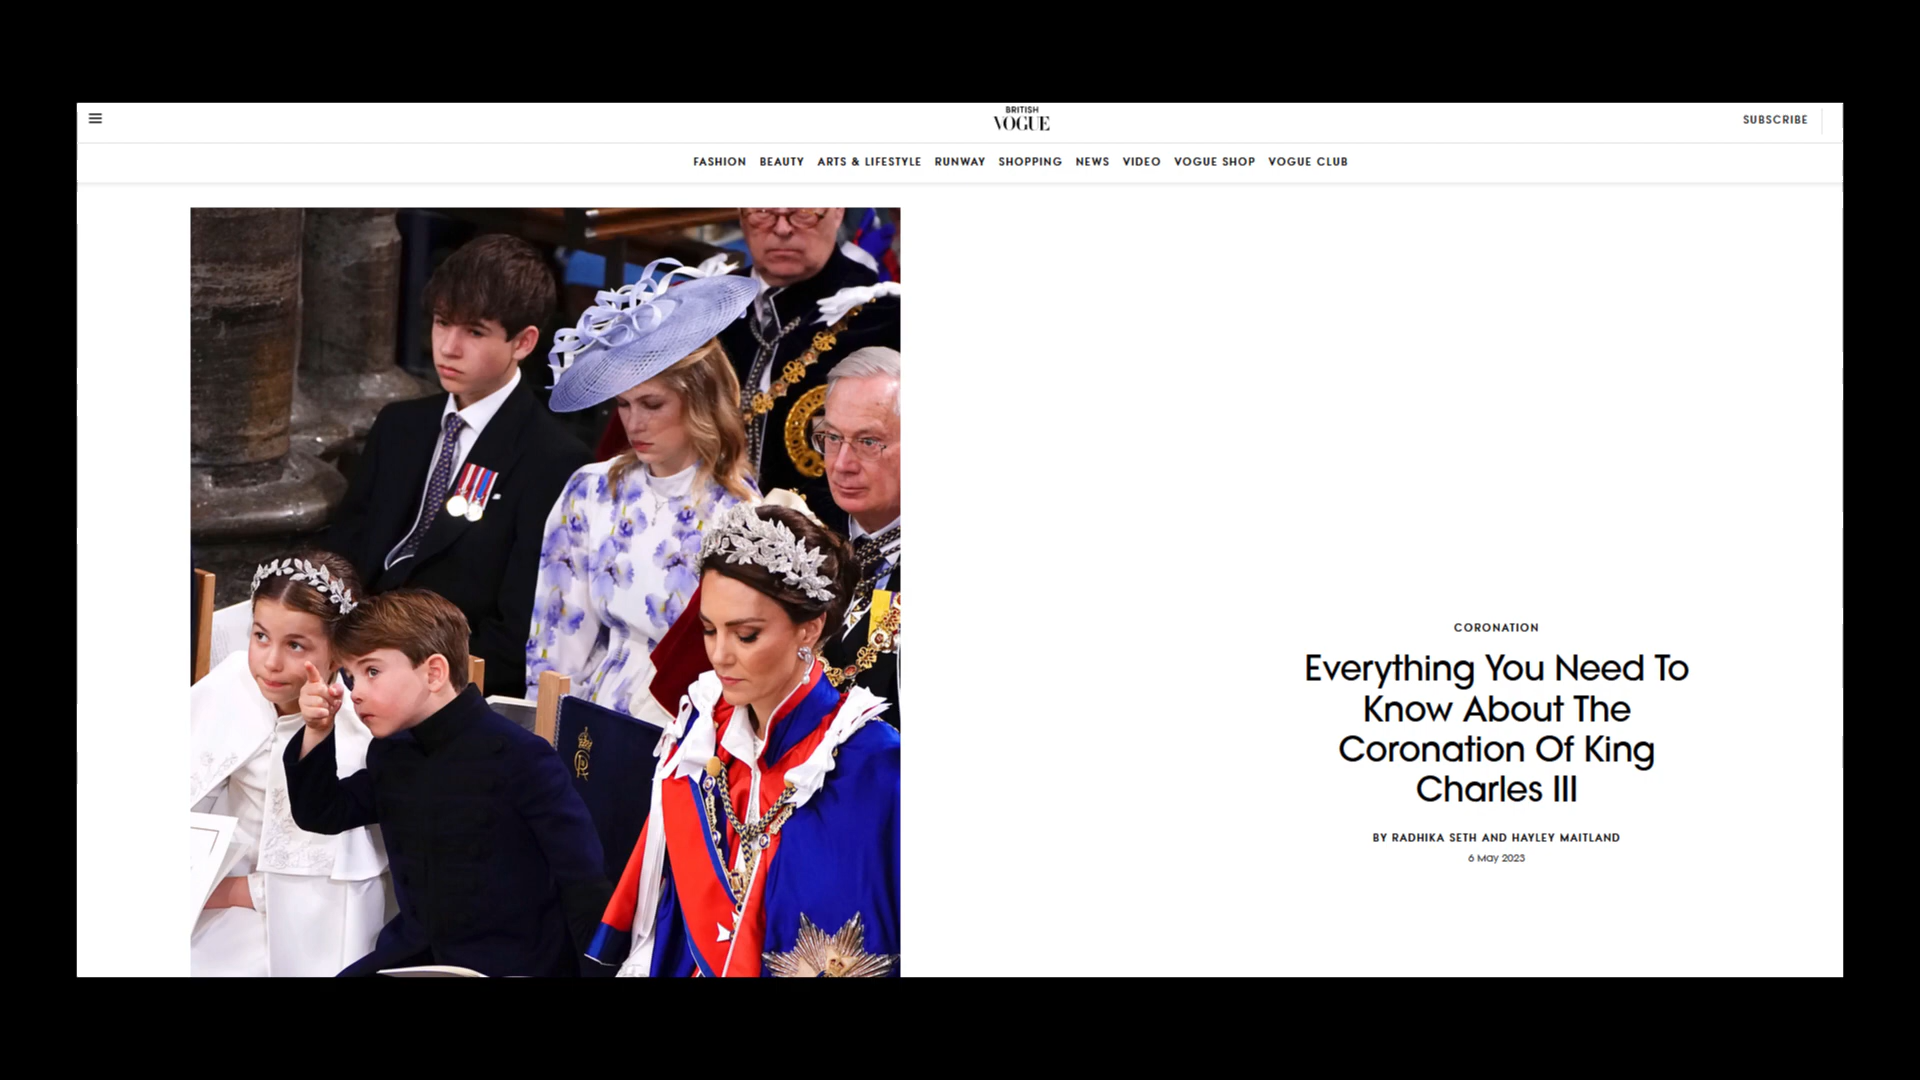 BRITISH
VOGUE
SUBSCRIBE
FASHION BEAUTY ARTS & LIFESTYLE RUNWAY SHOPPING NEWS VIDEO VOGUE SHOP VOGUE CLUB
CORONATION
Everything You Need To
Know About The
Coronation Of King
Charles III
BY RADHIKA SETH AND HAYLEY MAITLAND
6 May 2023